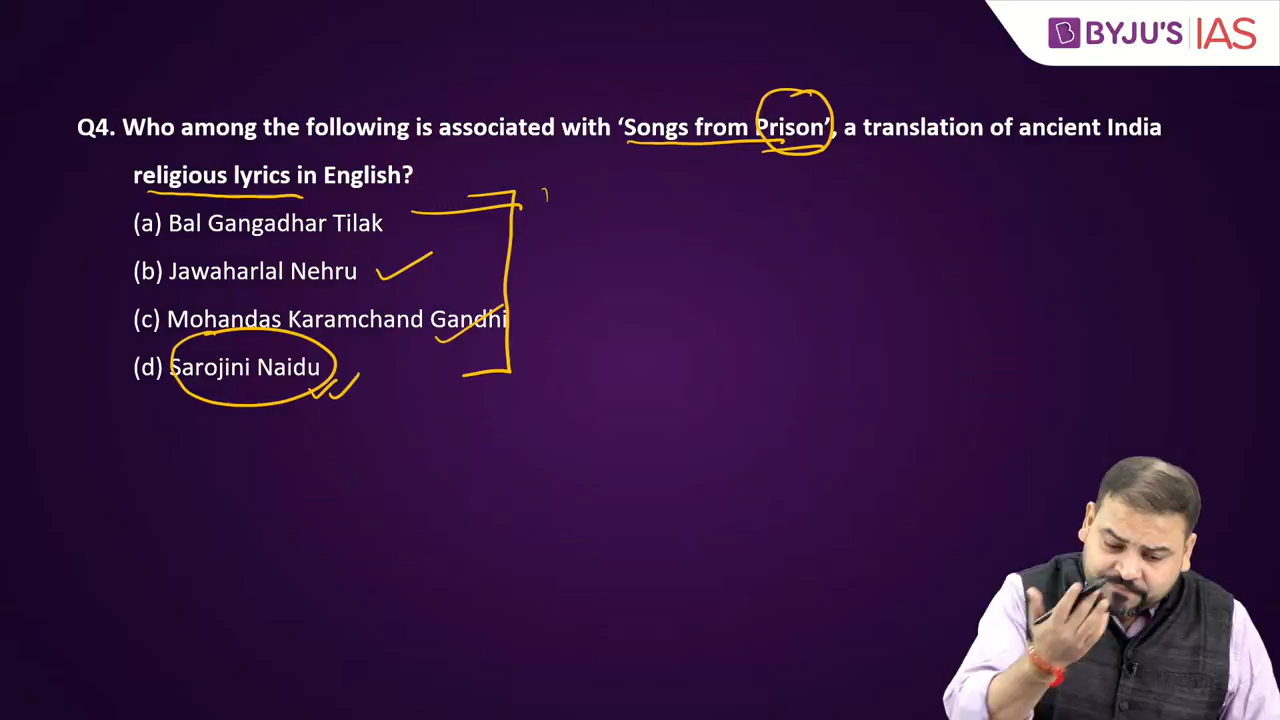 BYJU'S IAS
Q4. Who among the following is associated with ‘Songs from Prison’, a translation of ancient India
religious lyrics in English?
(a) Bal Gangadhar Tilak
(b) Jawaharlal Nehru
(c) Mohandas Karamchand Gandhi
(d) Sarojini Naidu